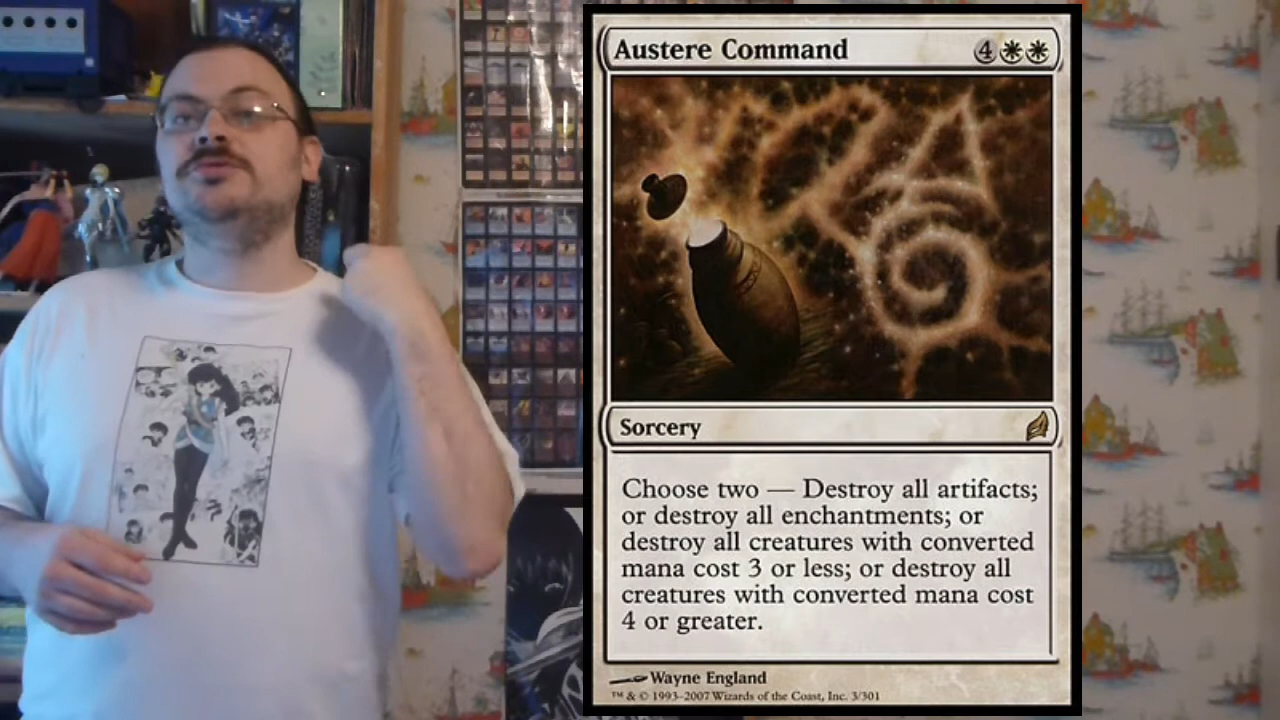 Austere Command 4
Sorcery
Choose two — Destroy all artifacts;
or destroy all enchantments; or
destroy all creatures with converted
mana cost 3 or less; or destroy all
creatures with converted mana cost
4 or greater.
Wayne England
™ & © 1993–2007 Wizards of the Coast, Inc. 3/301